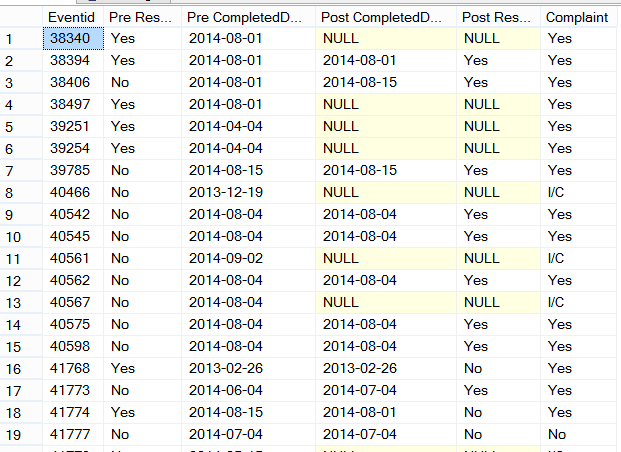 Eventid Pre Res... Pre CompletedD... Post CompletedD... Post Res... Complaint
1 38340 Yes 2014-08-01 NULL NULL Yes
2 38394 Yes 2014-08-01 2014-08-01 Yes Yes
3 38406 No 2014-08-01 2014-08-15 Yes Yes
4 38497 Yes 2014-08-01 NULL NULL Yes
5 39251 Yes 2014-04-04 NULL NULL Yes
6 39254 Yes 2014-04-04 NULL NULL Yes
7 39785 No 2014-08-15 2014-08-15 Yes Yes
8 40466 No 2013-12-19 NULL NULL I/C
9 40542 No 2014-08-04 2014-08-04 Yes Yes
10 40545 No 2014-08-04 2014-08-04 Yes Yes
11 40561 No 2014-09-02 NULL NULL I/C
12 40562 No 2014-08-04 2014-08-04 Yes Yes
13 40567 No 2014-08-04 NULL NULL I/C
14 40575 No 2014-08-04 2014-08-04 Yes Yes
15 40598 No 2014-08-04 2014-08-04 Yes Yes
16 41768 Yes 2013-02-26 2013-02-26 No Yes
17 41773 No 2014-06-04 2014-07-04 Yes Yes
18 41774 Yes 2014-08-15 2014-08-01 No No
19 41777 No 2014-07-04 2014-07-04 No No